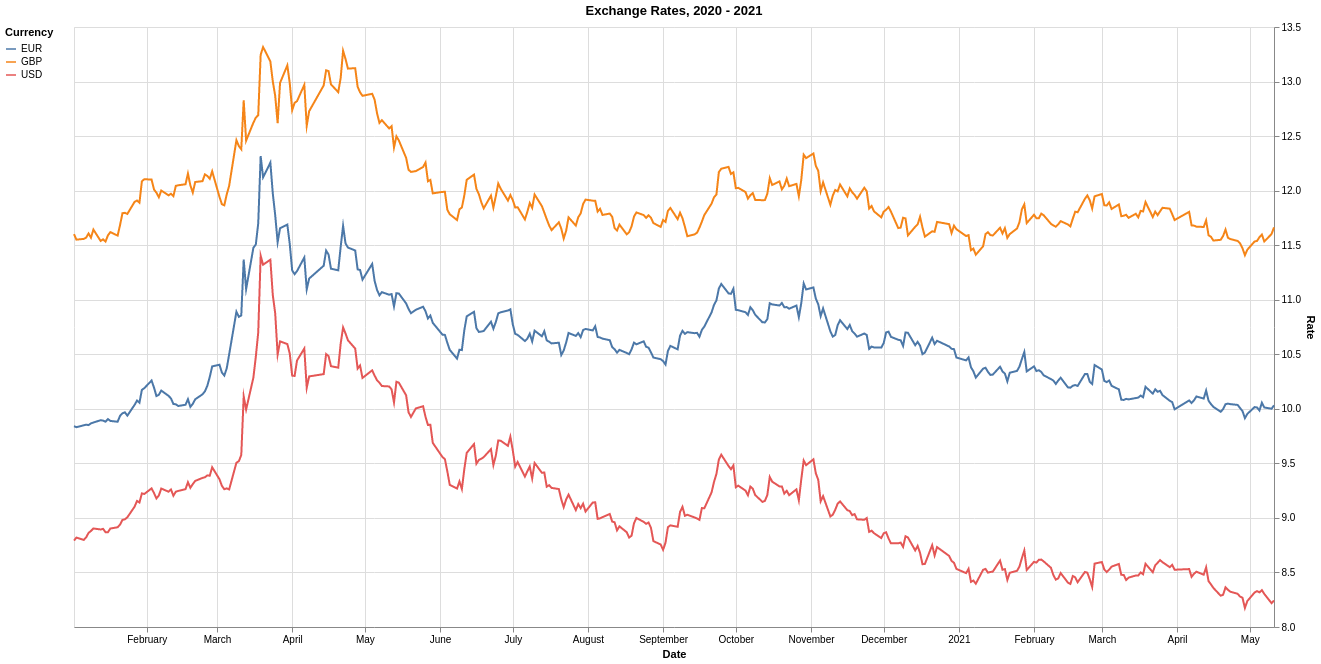 Exchange Rates, 2020 - 2021
Currency
EUR
GBP
USD
13.5
13.0
12.5
12.0
11.5
11.0
10.5
10.0
9.5
9.0
8.5
8.0
Rate
February March April May June July August September October November December 2021 February March April May
Date